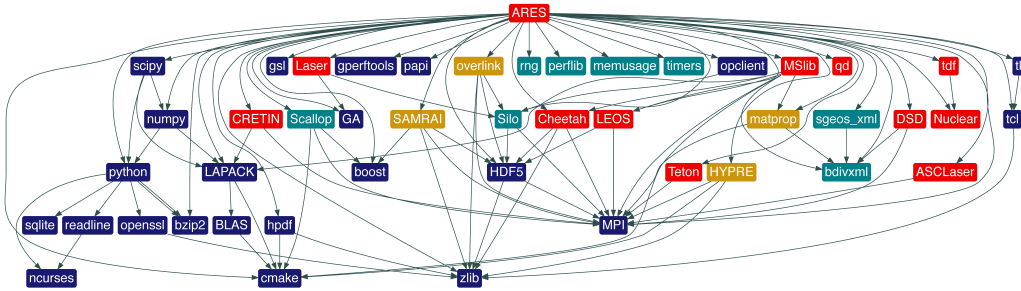 ARES
scipy gsl Laser gperftools papi overlink rng perflib memusage timers opclient MSlib qd tdf
numpy CRETIN Scallop GA SAMRAI Silo Cheetah LEOS matprop sgeos_xml DSD Nuclear tcl
python LAPACK boost HDF5 Teton HYPRE bdivxml ASCLaser
sqlite readline openssl bzip2 BLAS hpdf MPI
ncurses cmake zlib